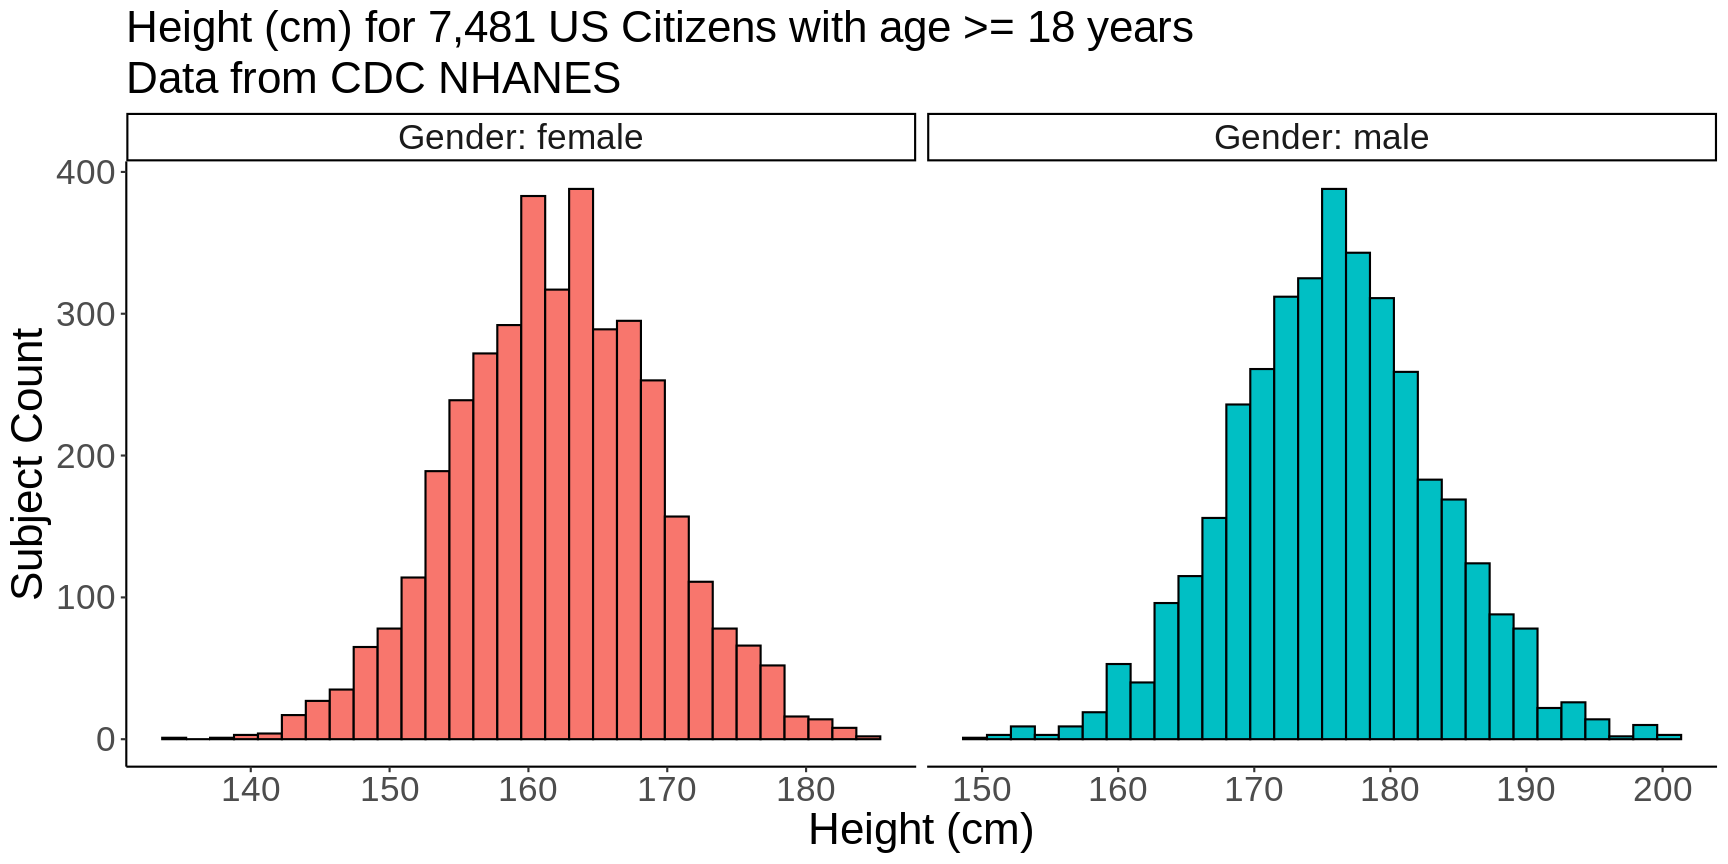 Height (cm) for 7,481 US Citizens with age >= 18 years
Data from CDC NHANES
Gender: female
Gender: male
Subject Count
400
300
200
100
0
140 150 160 170 180
150 160 170 180 190 200
Height (cm)